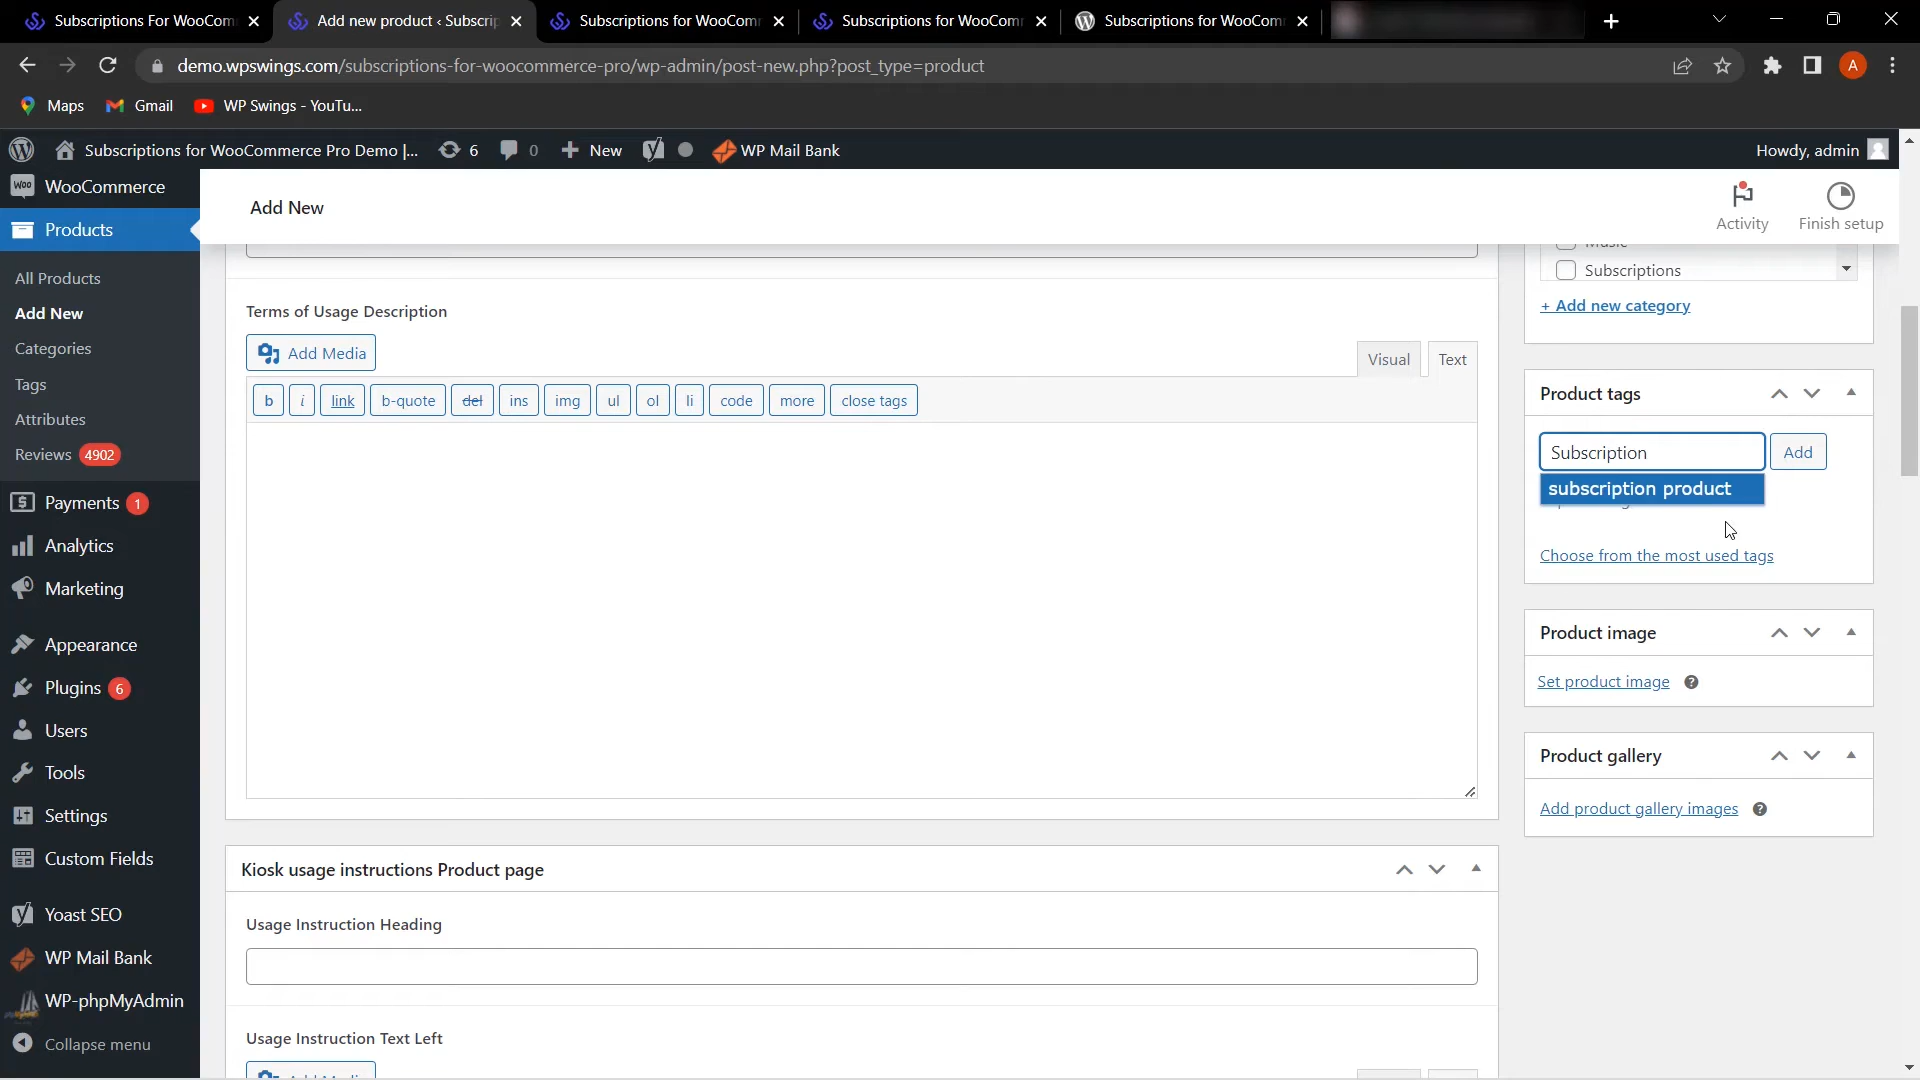 Subscriptions For WooCom
Add new product ‹ Subscrip
Subscriptions for WooComm
Subscriptions for WooComm
Subscriptions for WooComm
demo.wpswings.com/subscriptions-for-woocommerce-pro/wp-admin/post-new.php?post_type=product
A
Maps
Gmail
WP Swings - YouTu...
Subscriptions for WooCommerce Pro Demo |...
6
0
New
WP Mail Bank
Howdy, admin
WooCommerce
Products
All Products
Add New
Categories
Tags
Attributes
Reviews 4902
Payments 1
Analytics
Marketing
Appearance
Plugins 6
Users
Tools
Settings
Custom Fields
Yoast SEO
WP Mail Bank
WP-phpMyAdmin
Collapse menu
Add New
Activity
Finish setup
Terms of Usage Description
Add Media
Visual
Text
b
i
link
b-quote
del
ins
img
ul
ol
li
code
more
close tags
Kiosk usage instructions Product page
Usage Instruction Heading
Usage Instruction Text Left
Music
Subscriptions
+ Add new category
Product tags
Subscription
Add
subscription product
Choose from the most used tags
Product image
Set product image
Product gallery
Add product gallery images